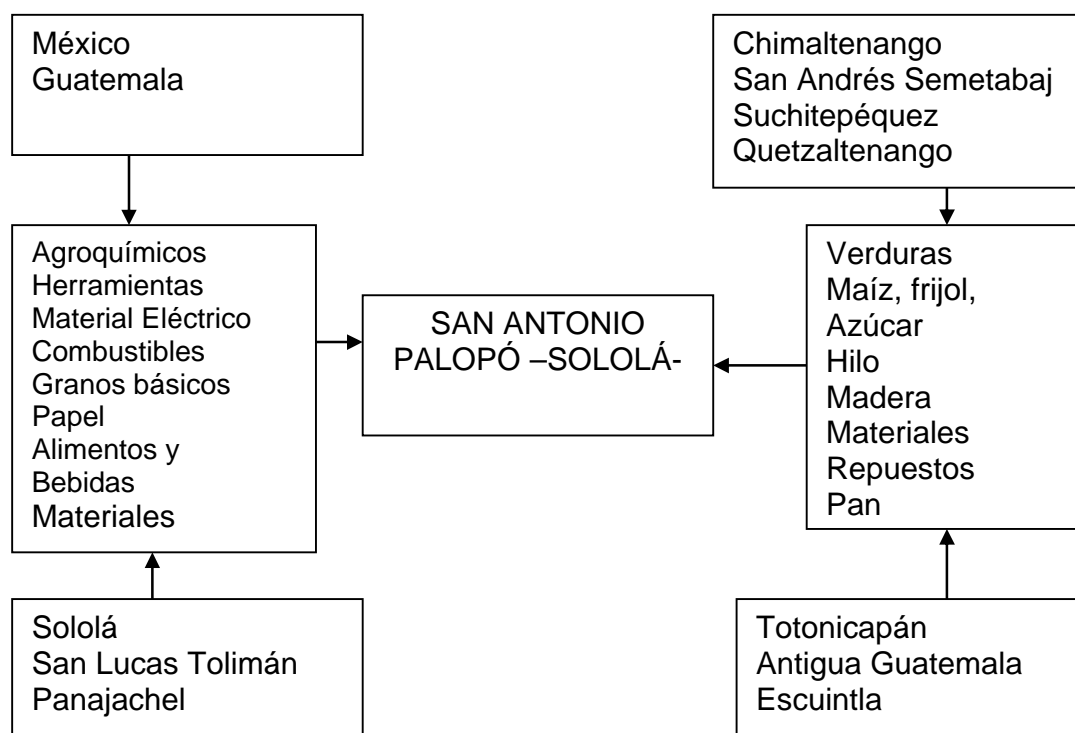 México
Guatemala
Chimaltenango
San Andrés Semetabaj
Suchitepéquez
Quetzaltenango
Agroquímicos
Herramientas
Material Eléctrico
Combustibles
Granos básicos
Papel
Alimentos y
Bebidas
Materiales
SAN ANTONIO
PALOPÓ –SOLOLÁ-
Verduras
Maíz, frijol,
Azúcar
Hilo
Madera
Materiales
Repuestos
Pan
Sololá
San Lucas Tolimán
Panajachel
Totonicapán
Antigua Guatemala
Escuintla